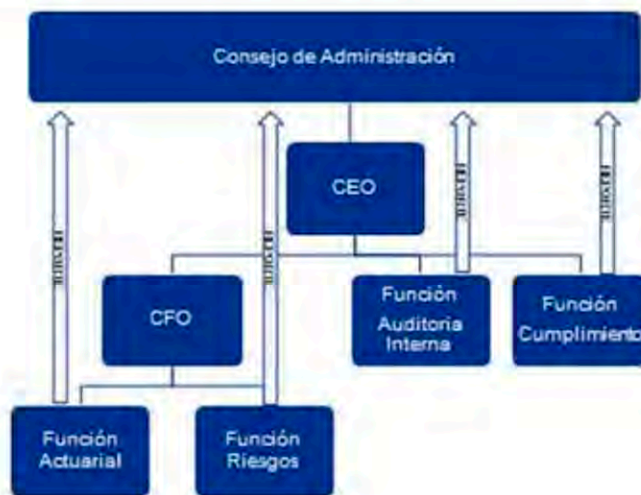 Consejo de Administración
CEO
Función
Auditoria
Interna
Función
Cumplimiento
CFO
Función
Actuarial
Función
Riesgos